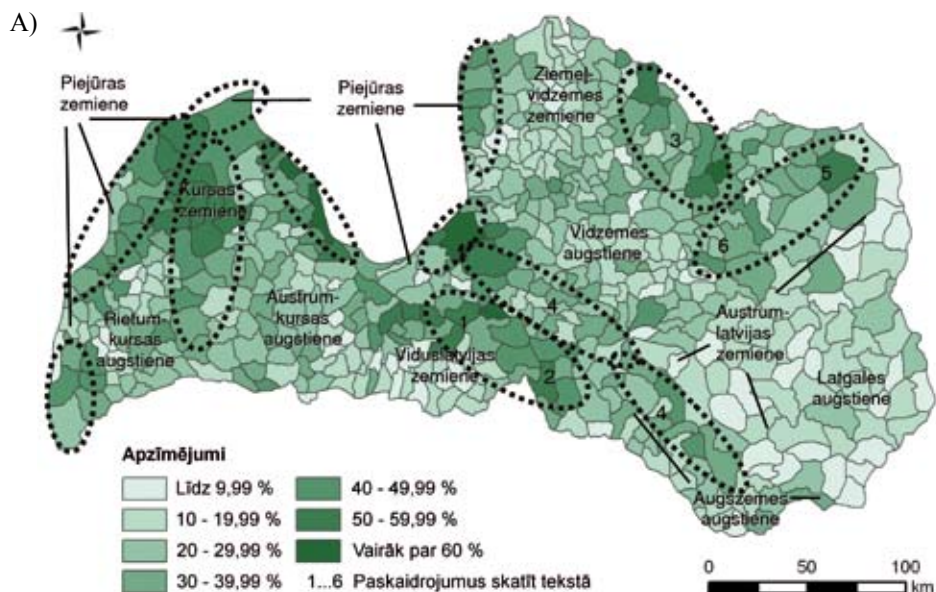 A)
Piejūras
zemiene
Piejūras
zemiene
Ziemeļ-
vidzemes
zemiene
3
5
Kursas
zemiene
6
Vidzemes
augstiene
4
Austrum-
latvijas
zemiene
Rietum-
kursas
augstiene
Austrum-
kursas
augstiene
1
Viduslatvijas
zemiene
2
Latgales
augstiene
4
Augšzemes
augstiene
Apzīmējumi
Līdz 9,99 %
10 - 19,99 %
20 - 29,99 %
30 - 39,99 %
40 - 49,99 %
50 - 59,99 %
Vairāk par 60 %
1...6 Paskaidrojumus skatīt tekstā
0 50 100
km